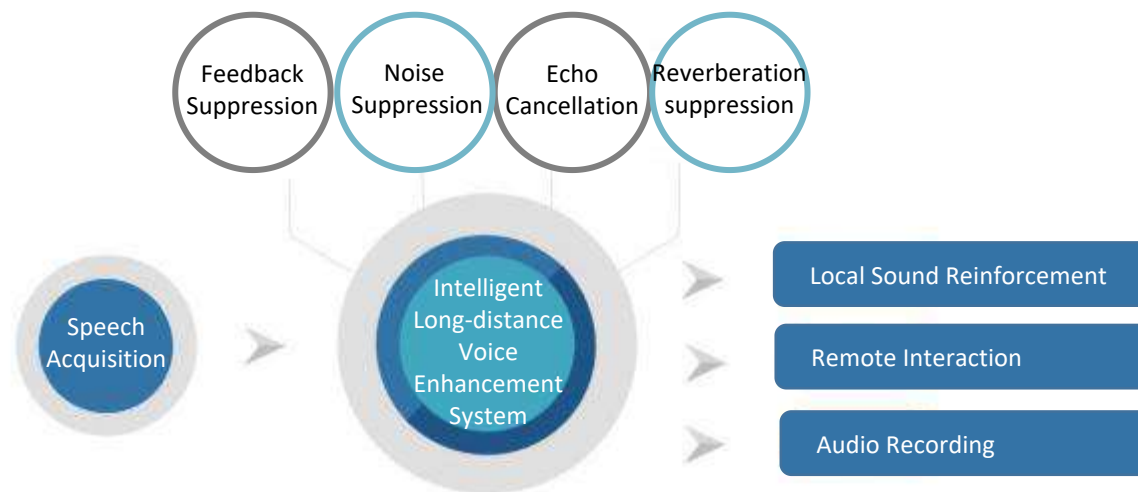 Feedback
Suppression
Noise
Suppression
Echo
Cancellation
Reverberation
suppression
Speech
Acquisition
Intelligent
Long-distance
Voice
Enhancement
System
Local Sound Reinforcement
Remote Interaction
Audio Recording